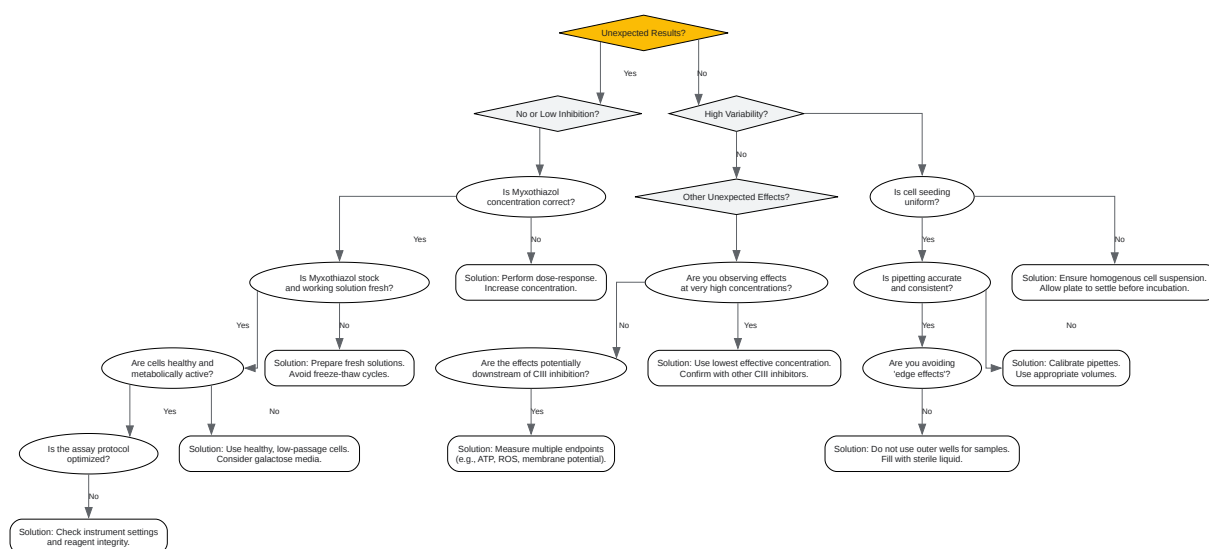 Unexpected Results?
Yes
No
No or Low Inhibition?
High Variability?
No
Is Myxothiazol
concentration correct?
Other Unexpected Effects?
Is cell seeding
uniform?
Yes
No
Yes
No
Is Myxothiazol stock
and working solution fresh?
Solution: Perform dose-response.
Increase concentration.
Are you observing effects
at very high concentrations?
Is pipetting accurate
and consistent?
Solution: Ensure homogenous cell suspension.
Allow plate to settle before incubation.
Yes
No
No
Yes
Yes
No
Are cells healthy and
metabolically active?
Solution: Prepare fresh solutions.
Avoid freeze-thaw cycles.
Are the effects potentially
downstream of CIII inhibition?
Solution: Use lowest effective concentration.
Confirm with other CIII inhibitors.
Are you avoiding
'edge effects'?
Solution: Calibrate pipettes.
Use appropriate volumes.
Yes
No
Yes
No
Is the assay protocol
optimized?
Solution: Use healthy, low-passage cells.
Consider galactose media.
Solution: Measure multiple endpoints
(e.g., ATP, ROS, membrane potential).
Solution: Do not use outer wells for samples.
Fill with sterile liquid.
No
Solution: Check instrument settings
and reagent integrity.